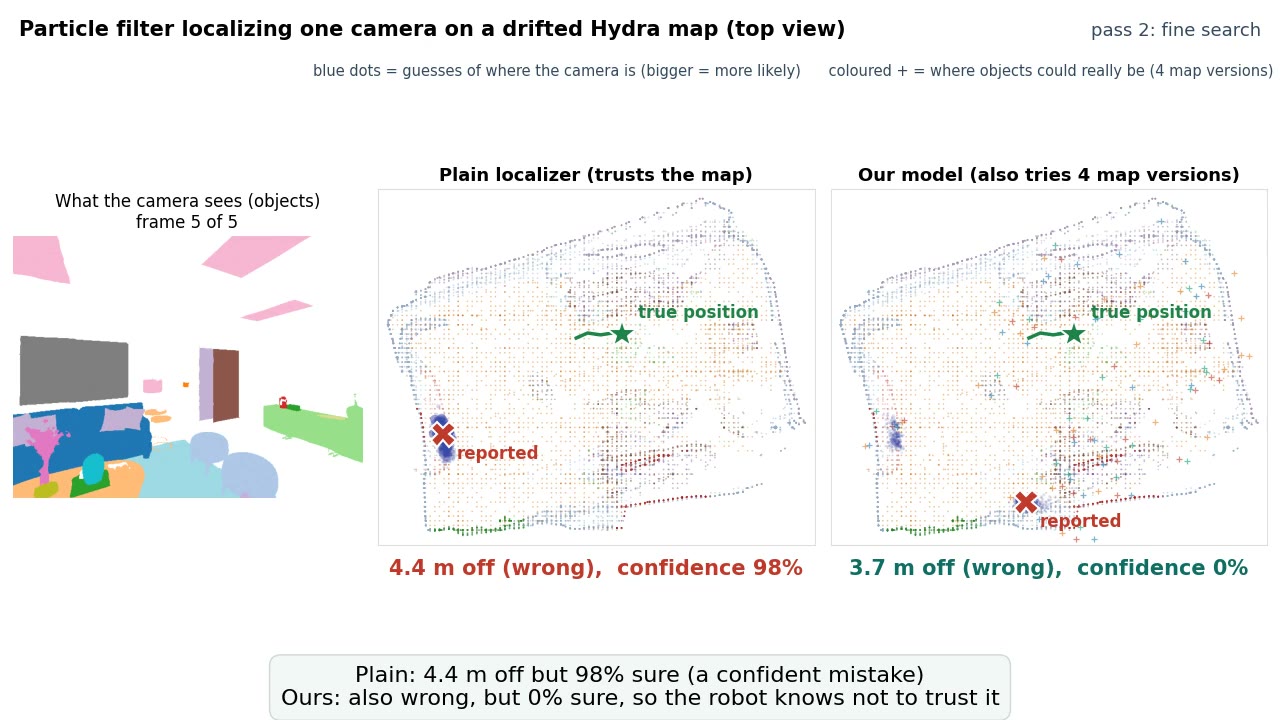 Particle filter localizing one camera on a drifted Hydra map (top view)
pass 2: fine search
blue dots = guesses of where the camera is (bigger = more likely)
coloured + = where objects could really be (4 map versions)
What the camera sees (objects)
frame 5 of 5
Plain localizer (trusts the map)
true position
reported
4.4 m off (wrong),  confidence 98%
Our model (also tries 4 map versions)
true position
reported
3.7 m off (wrong),  confidence 0%
Plain: 4.4 m off but 98% sure (a confident mistake)
Ours: also wrong, but 0% sure, so the robot knows not to trust it